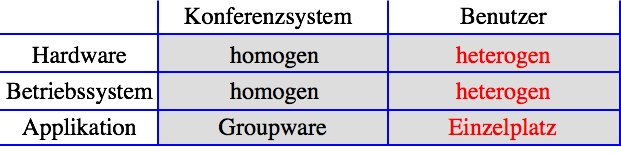 Konferenzsystem Benutzer
Hardware homogen heterogen
Betriebssystem homogen heterogen
Applikation Groupware Einzelplatz